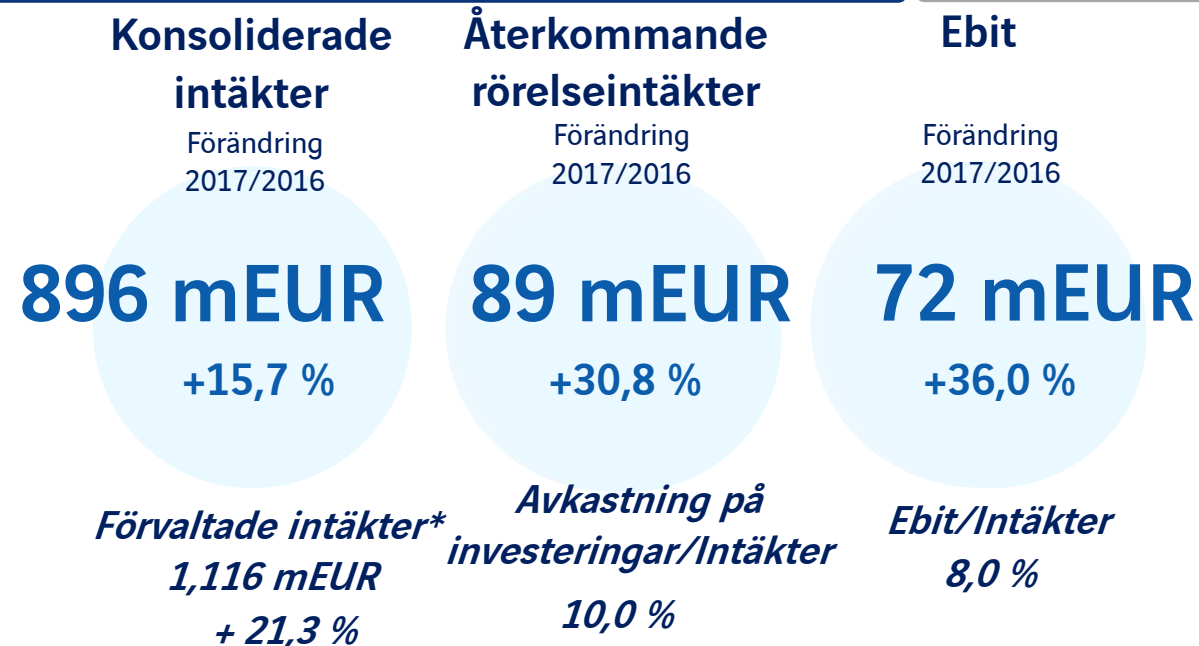 Konsoliderade
intäkter
Förändring
2017/2016
896 mEUR
+15,7 %
Förvaltade intäkter*
1,116 mEUR
+ 21,3 %
Återkommande
rörelseintäkter
Förändring
2017/2016
89 mEUR
+30,8 %
Avkastning på
investeringar/Intäkter
10,0 %
Ebit
Förändring
2017/2016
72 mEUR
+36,0 %
Ebit/Intäkter
8,0 %